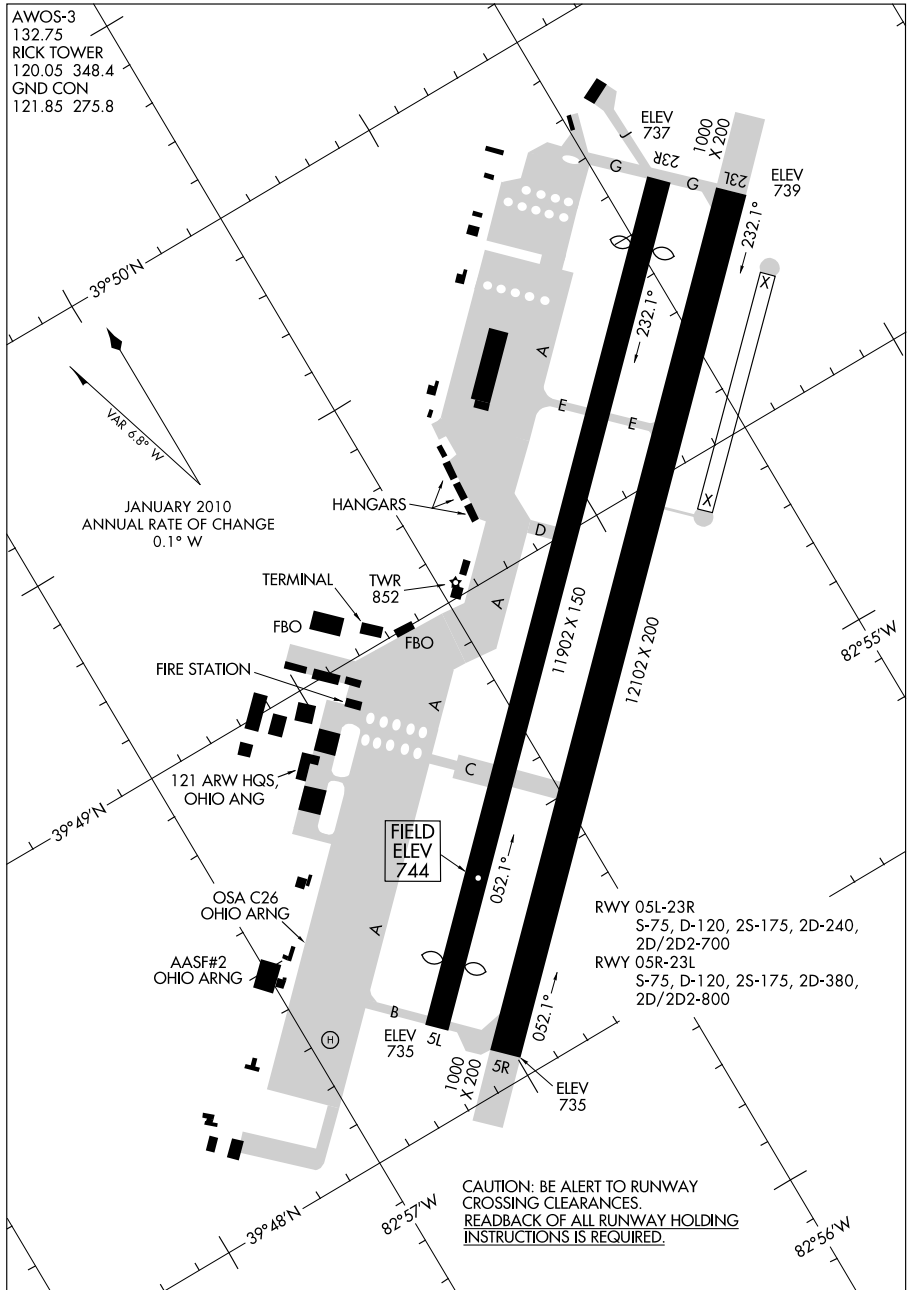 AWOS-3
132.75
RICK TOWER
120.05 348.4
GND CON
121.85 275.8
ELEV
737
1000
X 200
J
G
23R
G
23L
ELEV
739
232.1°
39°50'N
X
232.1°
A
VAR 6.8° W
E
E
JANUARY 2010
ANNUAL RATE OF CHANGE
0.1° W
HANGARS
X
D
TERMINAL
TWR
852
A
FBO
FBO
82°55'W
FIRE STATION
11902 X 150
12102 X 200
A
121 ARW HQS,
OHIO ANG
C
39°49'N
FIELD
ELEV
744
052.1°
OSA C26
OHIO ARNG
RWY 05L-23R
S-75, D-120, 2S-175, 2D-240,
2D/2D2-700
RWY 05R-23L
S-75, D-120, 2S-175, 2D-380,
2D/2D2-800
A
AASF#2
OHIO ARNG
052.1°
B
H
ELEV
735
5L
1000
X 200
5R
ELEV
735
39°48'N
82°57'W
82°56'W
CAUTION: BE ALERT TO RUNWAY
CROSSING CLEARANCES.
READBACK OF ALL RUNWAY HOLDING
INSTRUCTIONS IS REQUIRED.